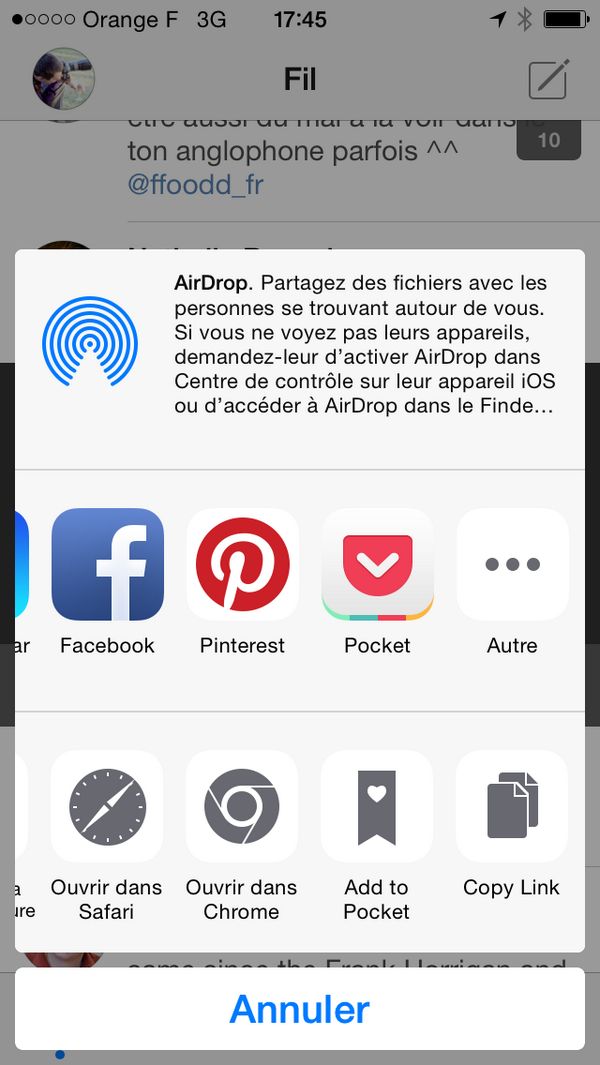 Orange F 3G 17:45
Fil
ton anglophone parfois ^^
10
@ffoodd_fr
AirDrop. Partagez des fichiers avec les
personnes se trouvant autour de vous.
Si vous ne voyez pas leurs appareils,
demandez-leur d'activer AirDrop dans
Centre de contrôle sur leur appareil iOS
ou d'accéder à AirDrop dans le Finde...
ar
Facebook
Pinterest
Pocket
Autre
Ouvrir dans
Safari
Ouvrir dans
Chrome
Add to
Pocket
Copy Link
Annuler